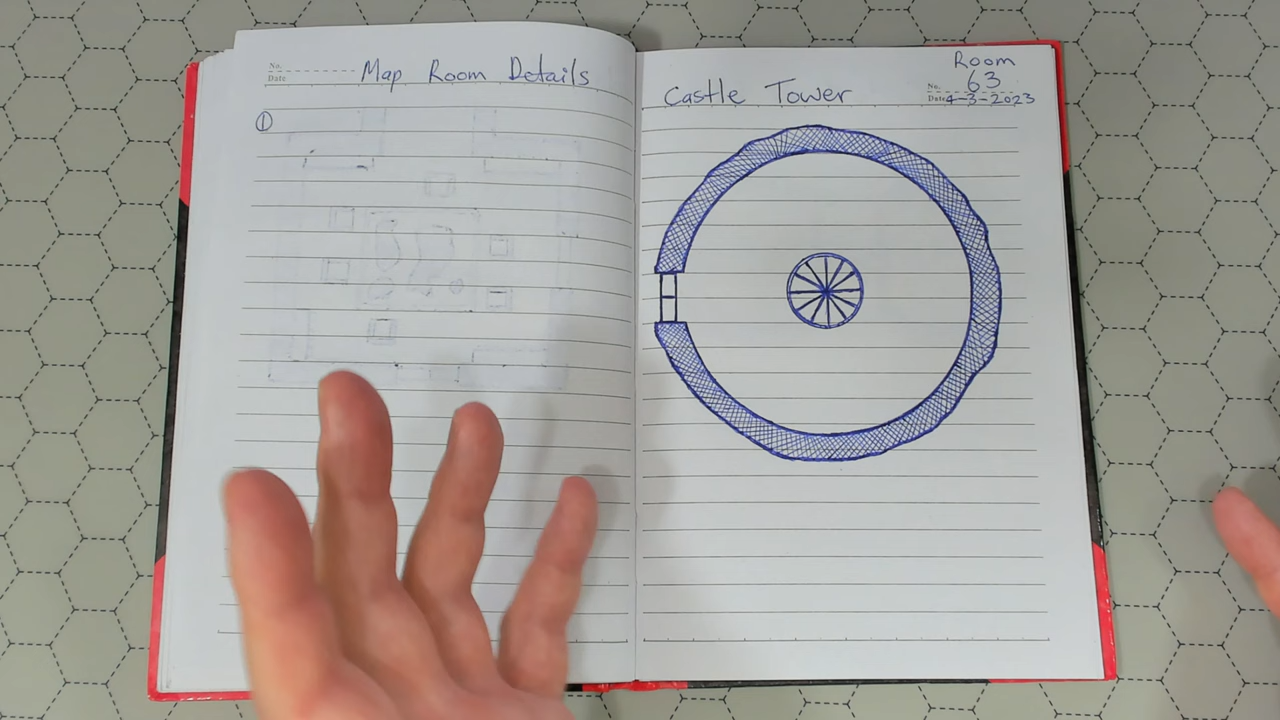 No.
Date
Map Room Details
①
Castle Tower
Room
No. 63
Date 4-3-2023